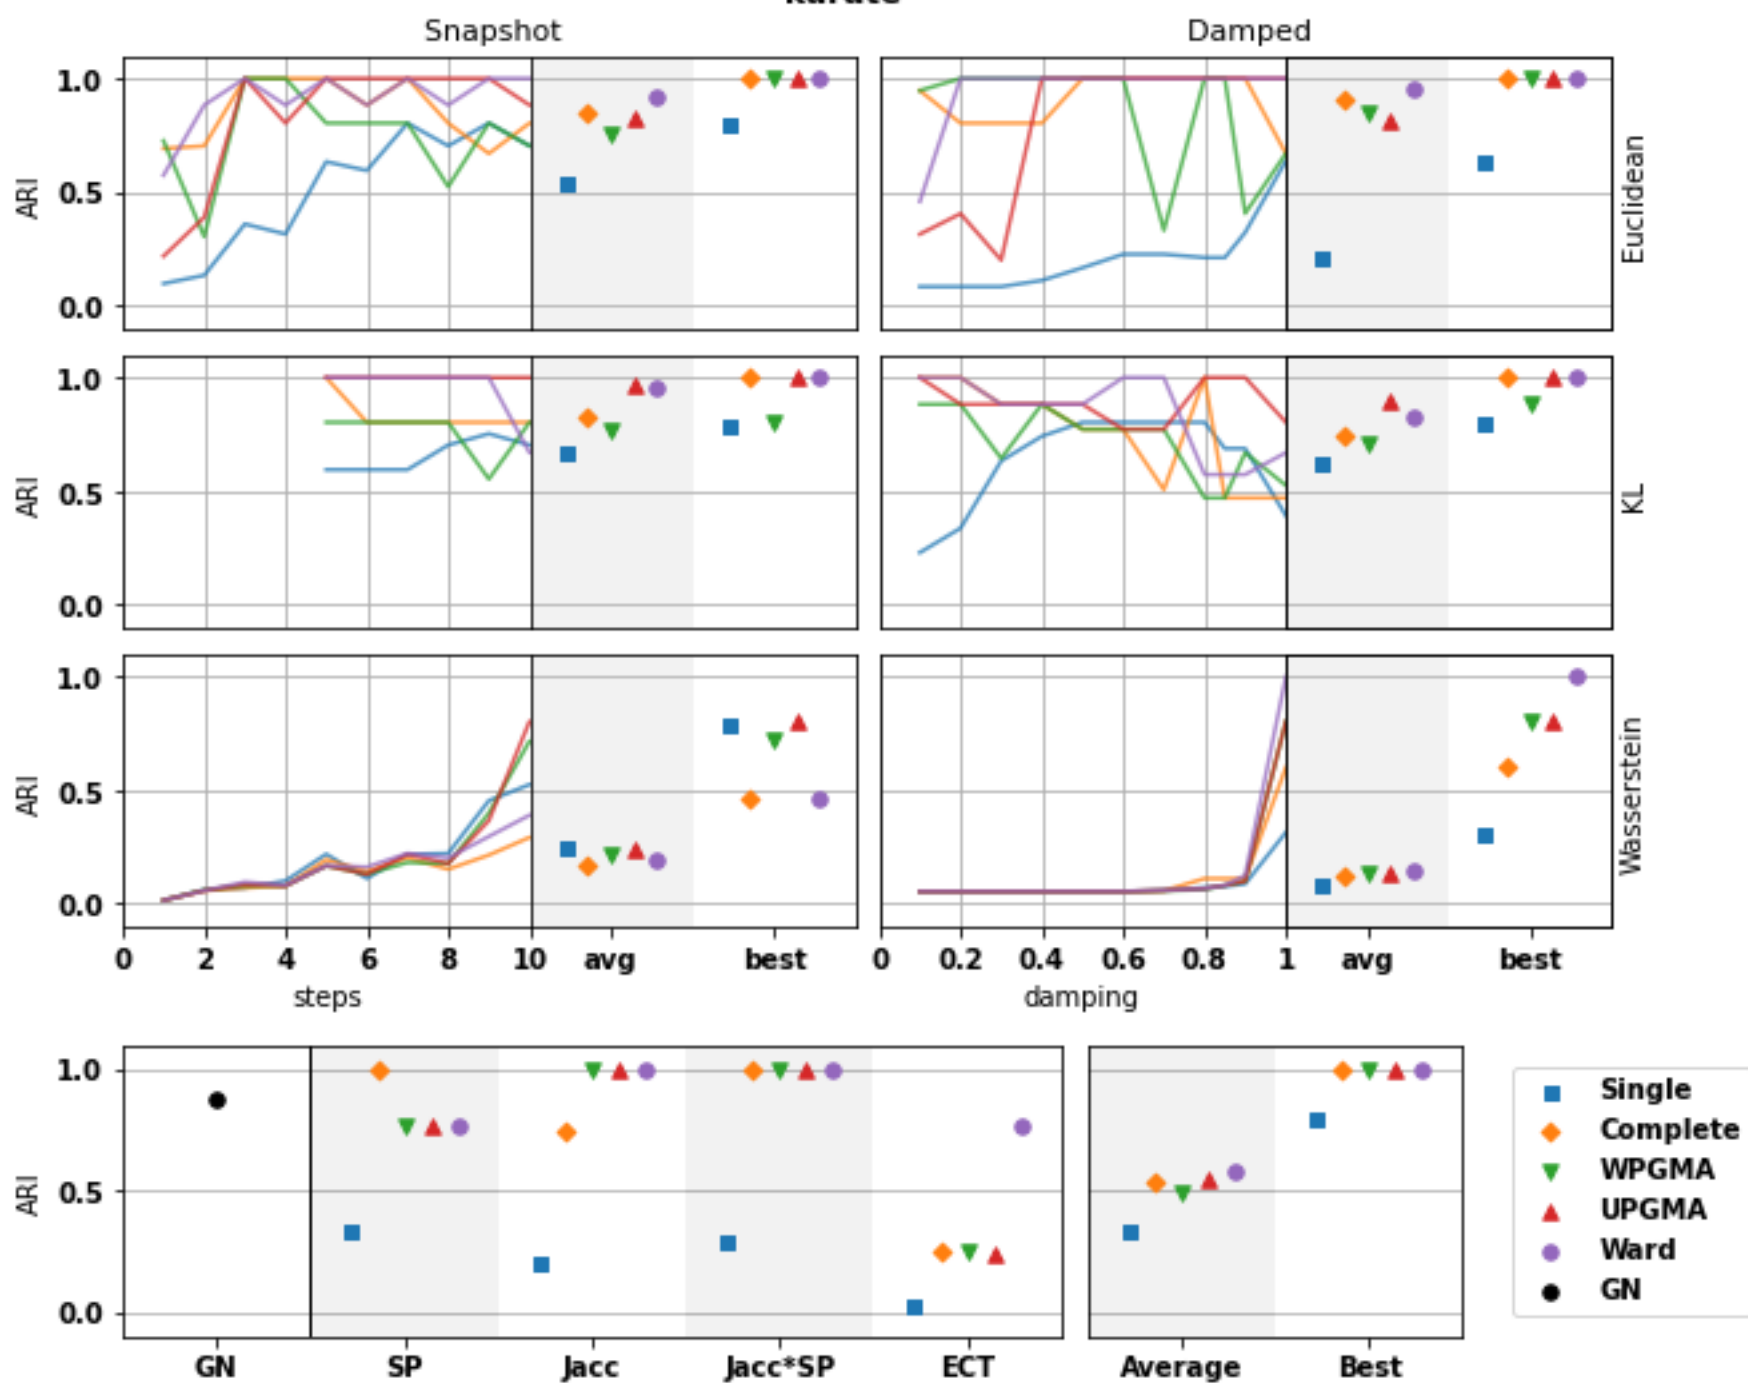 karate
Snapshot
Damped
1.0
0.5
0.0
ARI
Euclidean
1.0
0.5
0.0
ARI
KL
1.0
0.5
0.0
ARI
Wasserstein
0 2 4 6 8 10 avg best
0 0.2 0.4 0.6 0.8 1 avg best
steps
damping
1.0
0.5
0.0
ARI
GN SP Jacc Jacc*SP ECT
Average Best
Single
Complete
WPGMA
UPGMA
Ward
GN